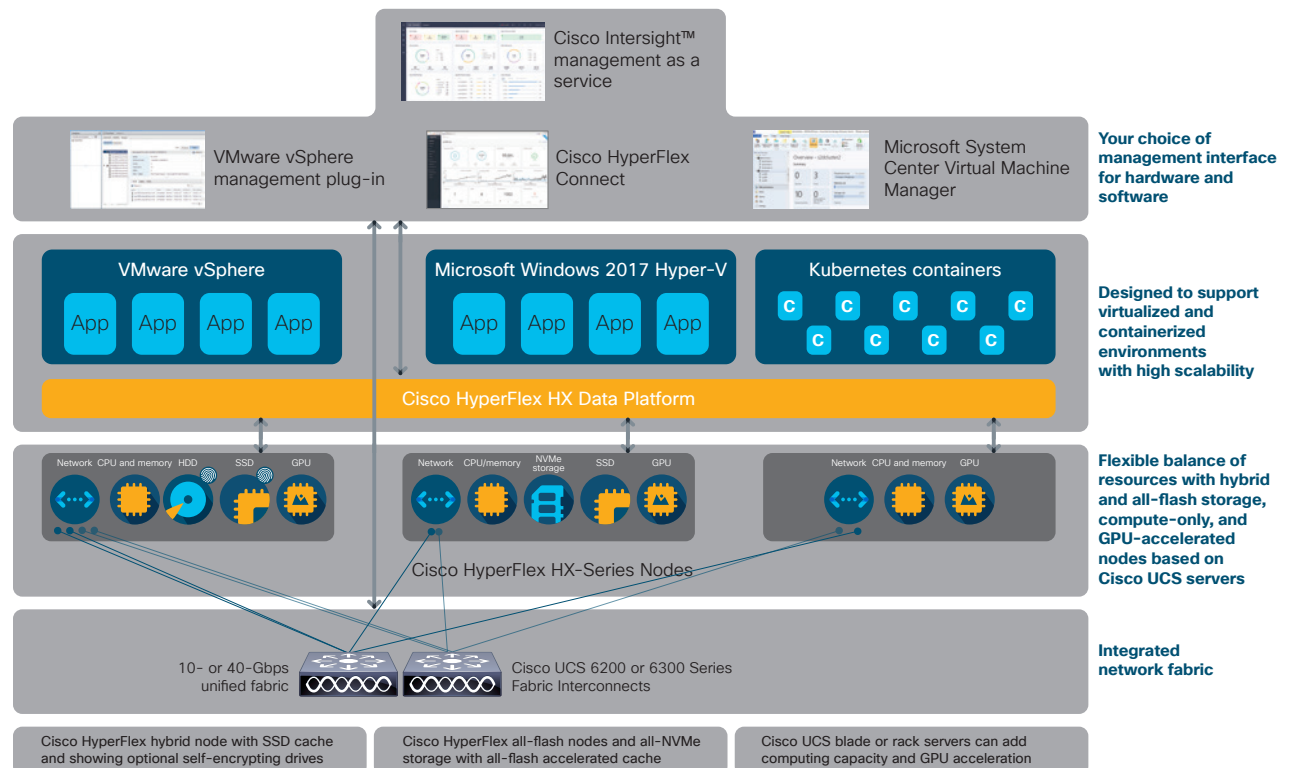 Cisco Intersight™
management as a
service
VMware vSphere
management plug-in
Cisco HyperFlex
Connect
Microsoft System
Center Virtual Machine
Manager
Your choice of
management interface
for hardware and
software
VMware vSphere
App App App App
Microsoft Windows 2017 Hyper-V
App App App App
Kubernetes containers
C C C C C
C C C C
Cisco HyperFlex HX Data Platform
Designed to support
virtualized and
containerized
environments
with high scalability
Network CPU and memory HDD SSD GPU
Network CPU/memory NVMe storage SSD GPU
Network CPU and memory GPU
Cisco HyperFlex HX-Series Nodes
Flexible balance of
resources with hybrid
and all-flash storage,
compute-only, and
GPU-accelerated
nodes based on
Cisco UCS servers
10- or 40-Gbps
unified fabric
Cisco UCS 6200 or 6300 Series
Fabric Interconnects
Integrated
network fabric
Cisco HyperFlex hybrid node with SSD cache
and showing optional self-encrypting drives
Cisco HyperFlex all-flash nodes and all-NVMe
storage with all-flash accelerated cache
Cisco UCS blade or rack servers can add
computing capacity and GPU acceleration